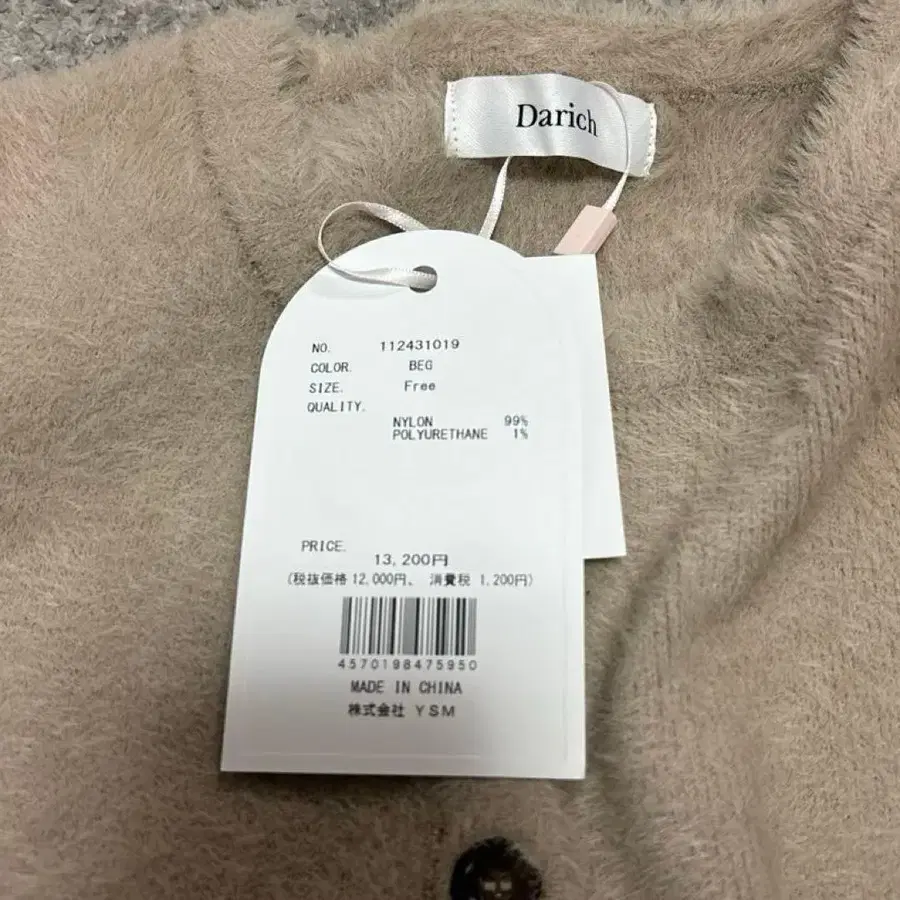 Darich
NO. 112431019
COLOR. BEG
SIZE. Free
QUALITY.
NYLON 99%
POLYURETHANE 1%
PRICE.
13,200円
(税抜価格 12,000円、 消費税 1,200円)
4570198475950
MADE IN CHINA
株式会社 YSM